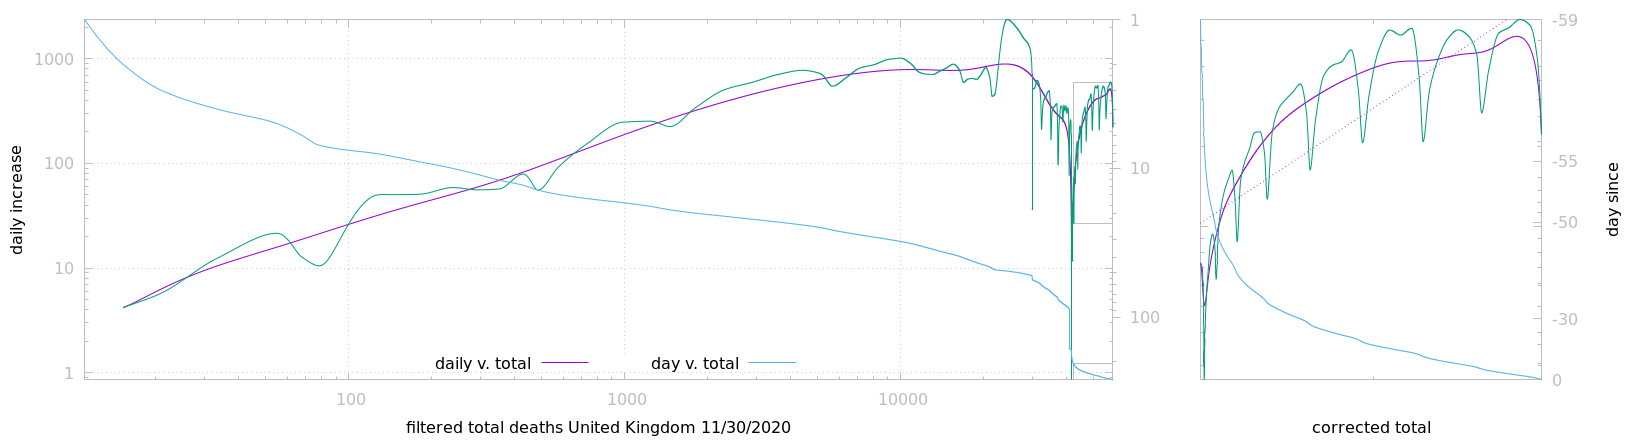 1000
100
10
1
daily increase
100
1000
10000
1
10
100
daily v. total
day v. total
filtered total deaths United Kingdom 11/30/2020
-59
-55
-50
-30
0
day since
corrected total